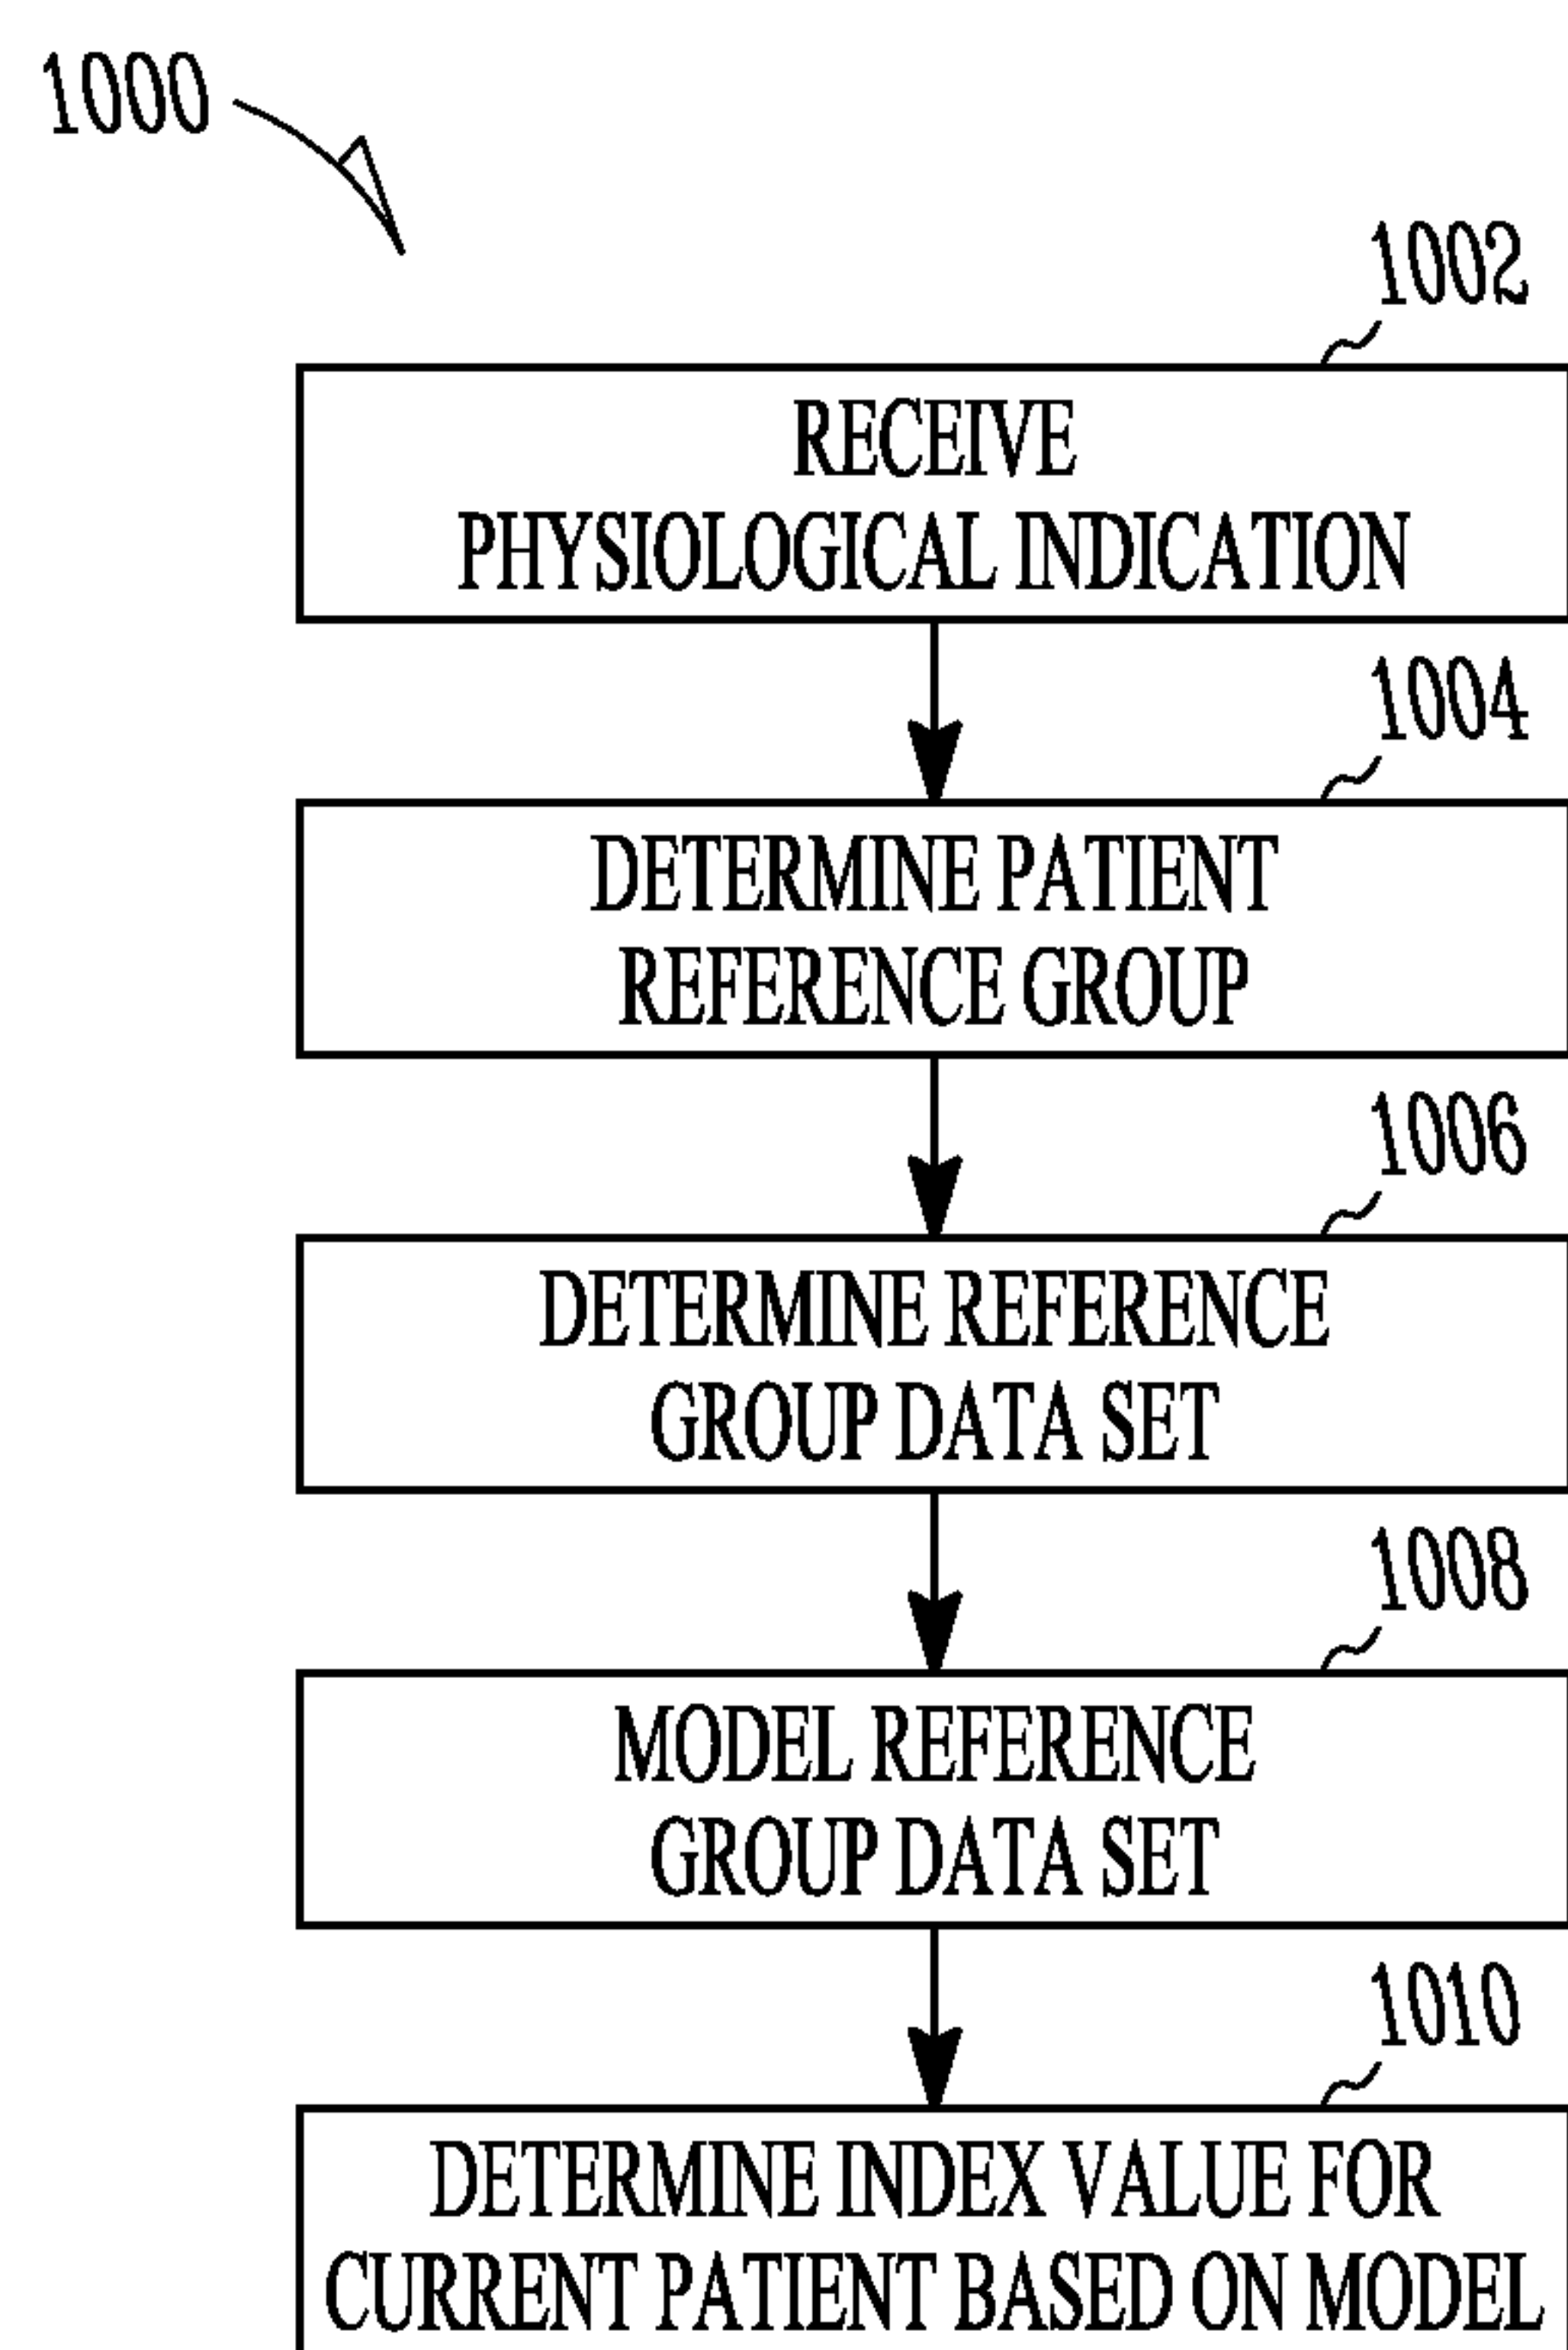 1000
1002
RECEIVE
PHYSIOLOGICAL INDICATION
1004
DETERMINE PATIENT
REFERENCE GROUP
1006
DETERMINE REFERENCE
GROUP DATA SET
1008
MODEL REFERENCE
GROUP DATA SET
1010
DETERMINE INDEX VALUE FOR
CURRENT PATIENT BASED ON MODEL